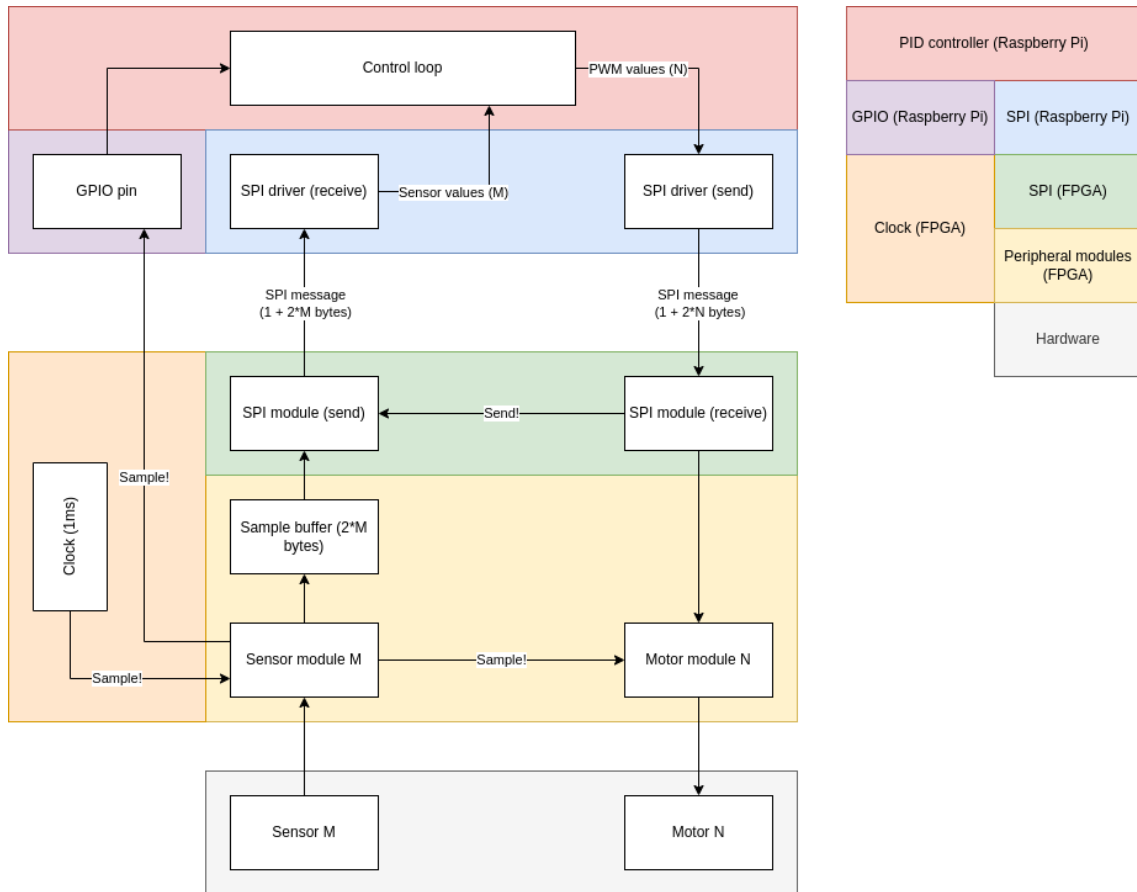 Control loop
PWM values (N)
GPIO pin
SPI driver (receive)
Sensor values (M)
SPI driver (send)
SPI message
(1 + 2*M bytes)
SPI message
(1 + 2*N bytes)
SPI module (send)
Send!
SPI module (receive)
Sample!
Clock (1ms)
Sample buffer (2*M
bytes)
Sensor module M
Sample!
Motor module N
Sample!
Sensor M
Motor N
PID controller (Raspberry Pi)
GPIO (Raspberry Pi)
SPI (Raspberry Pi)
Clock (FPGA)
SPI (FPGA)
Peripheral modules
(FPGA)
Hardware